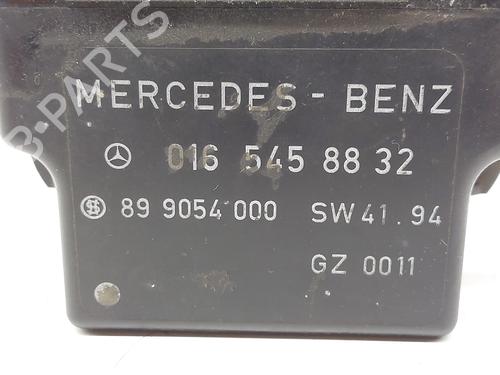 MERCEDES - BENZ
016 545 88 32
89 9054 000 SW 41.94
GZ 0011
B-PARTS